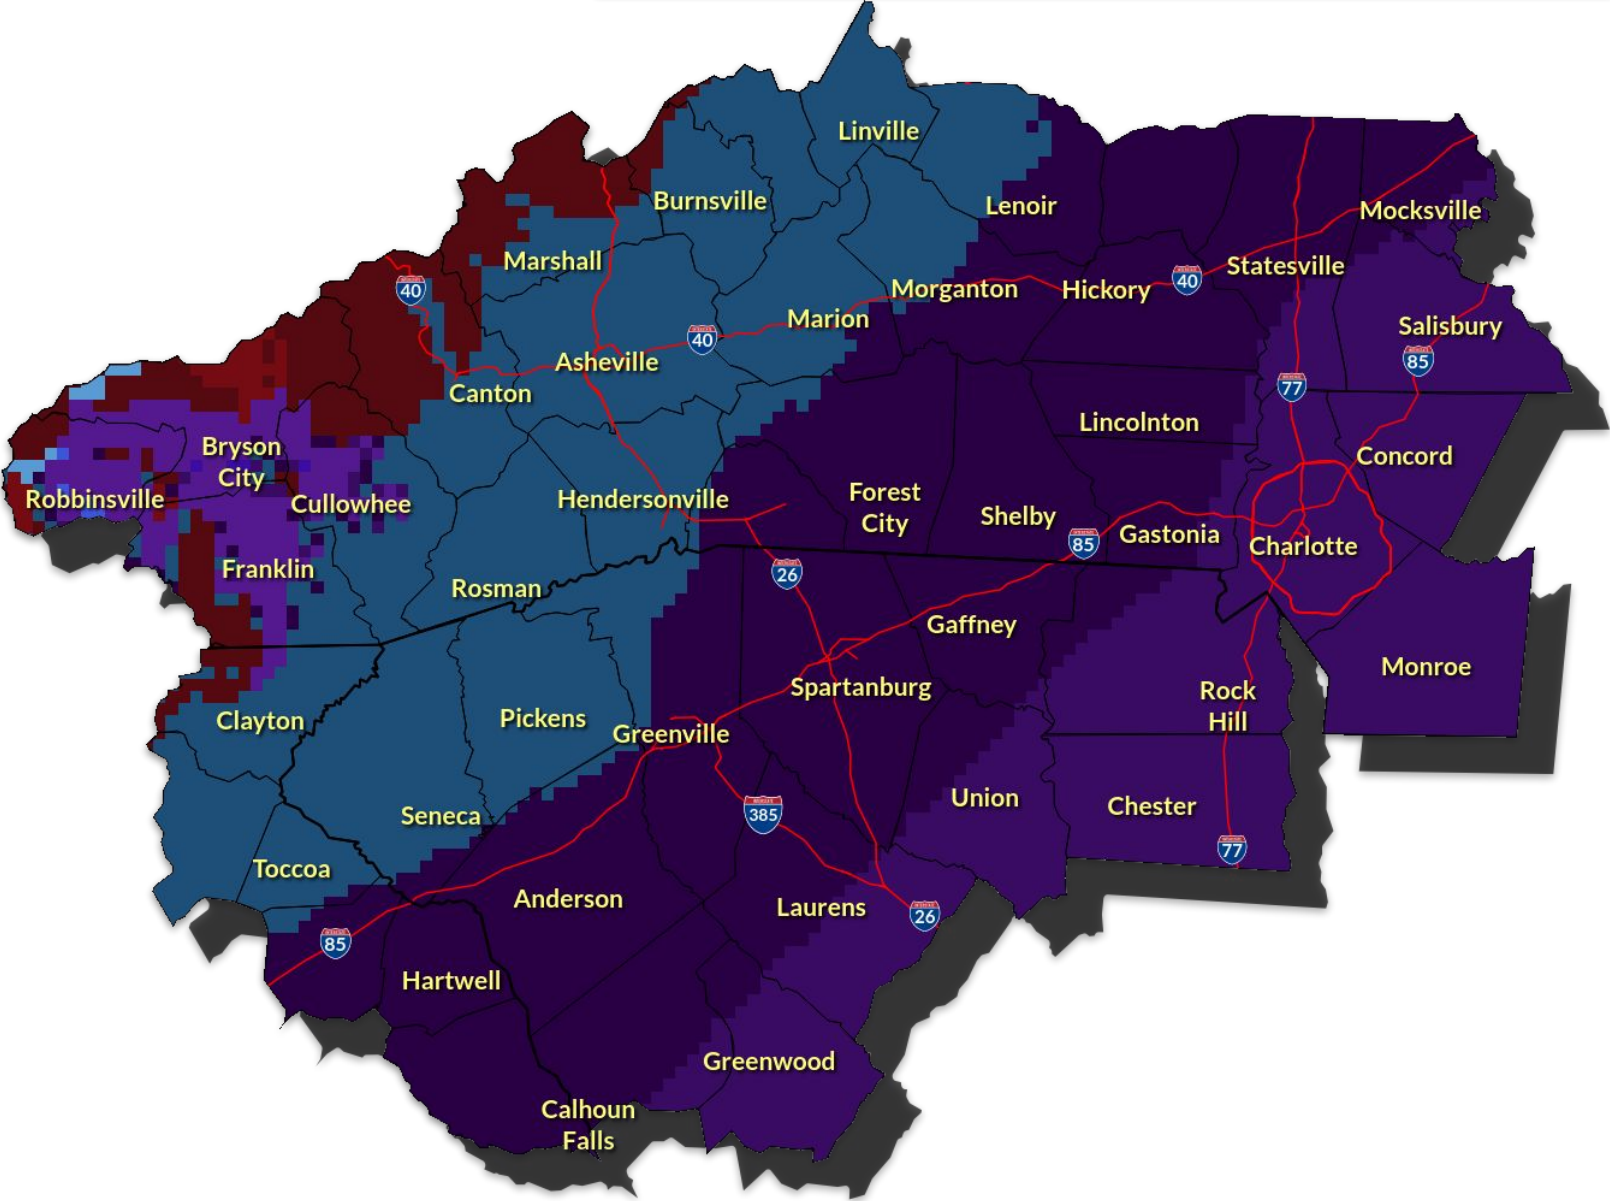 Linville
Burnsville
Lenoir
Mocksville
Marshall
Statesville
40
Morganton
Hickory
40
Marion
Salisbury
40
85
Asheville
77
Canton
Lincolnton
Bryson
City
Concord
Robbinsville
Cullowhee
Hendersonville
Forest
City
Shelby
85
Gastonia
Charlotte
Franklin
26
Rosman
Gaffney
Monroe
Spartanburg
Rock
Hill
Clayton
Pickens
Greenville
Seneca
385
Union
Chester
77
Toccoa
Anderson
Laurens
26
85
Hartwell
Greenwood
Calhoun
Falls